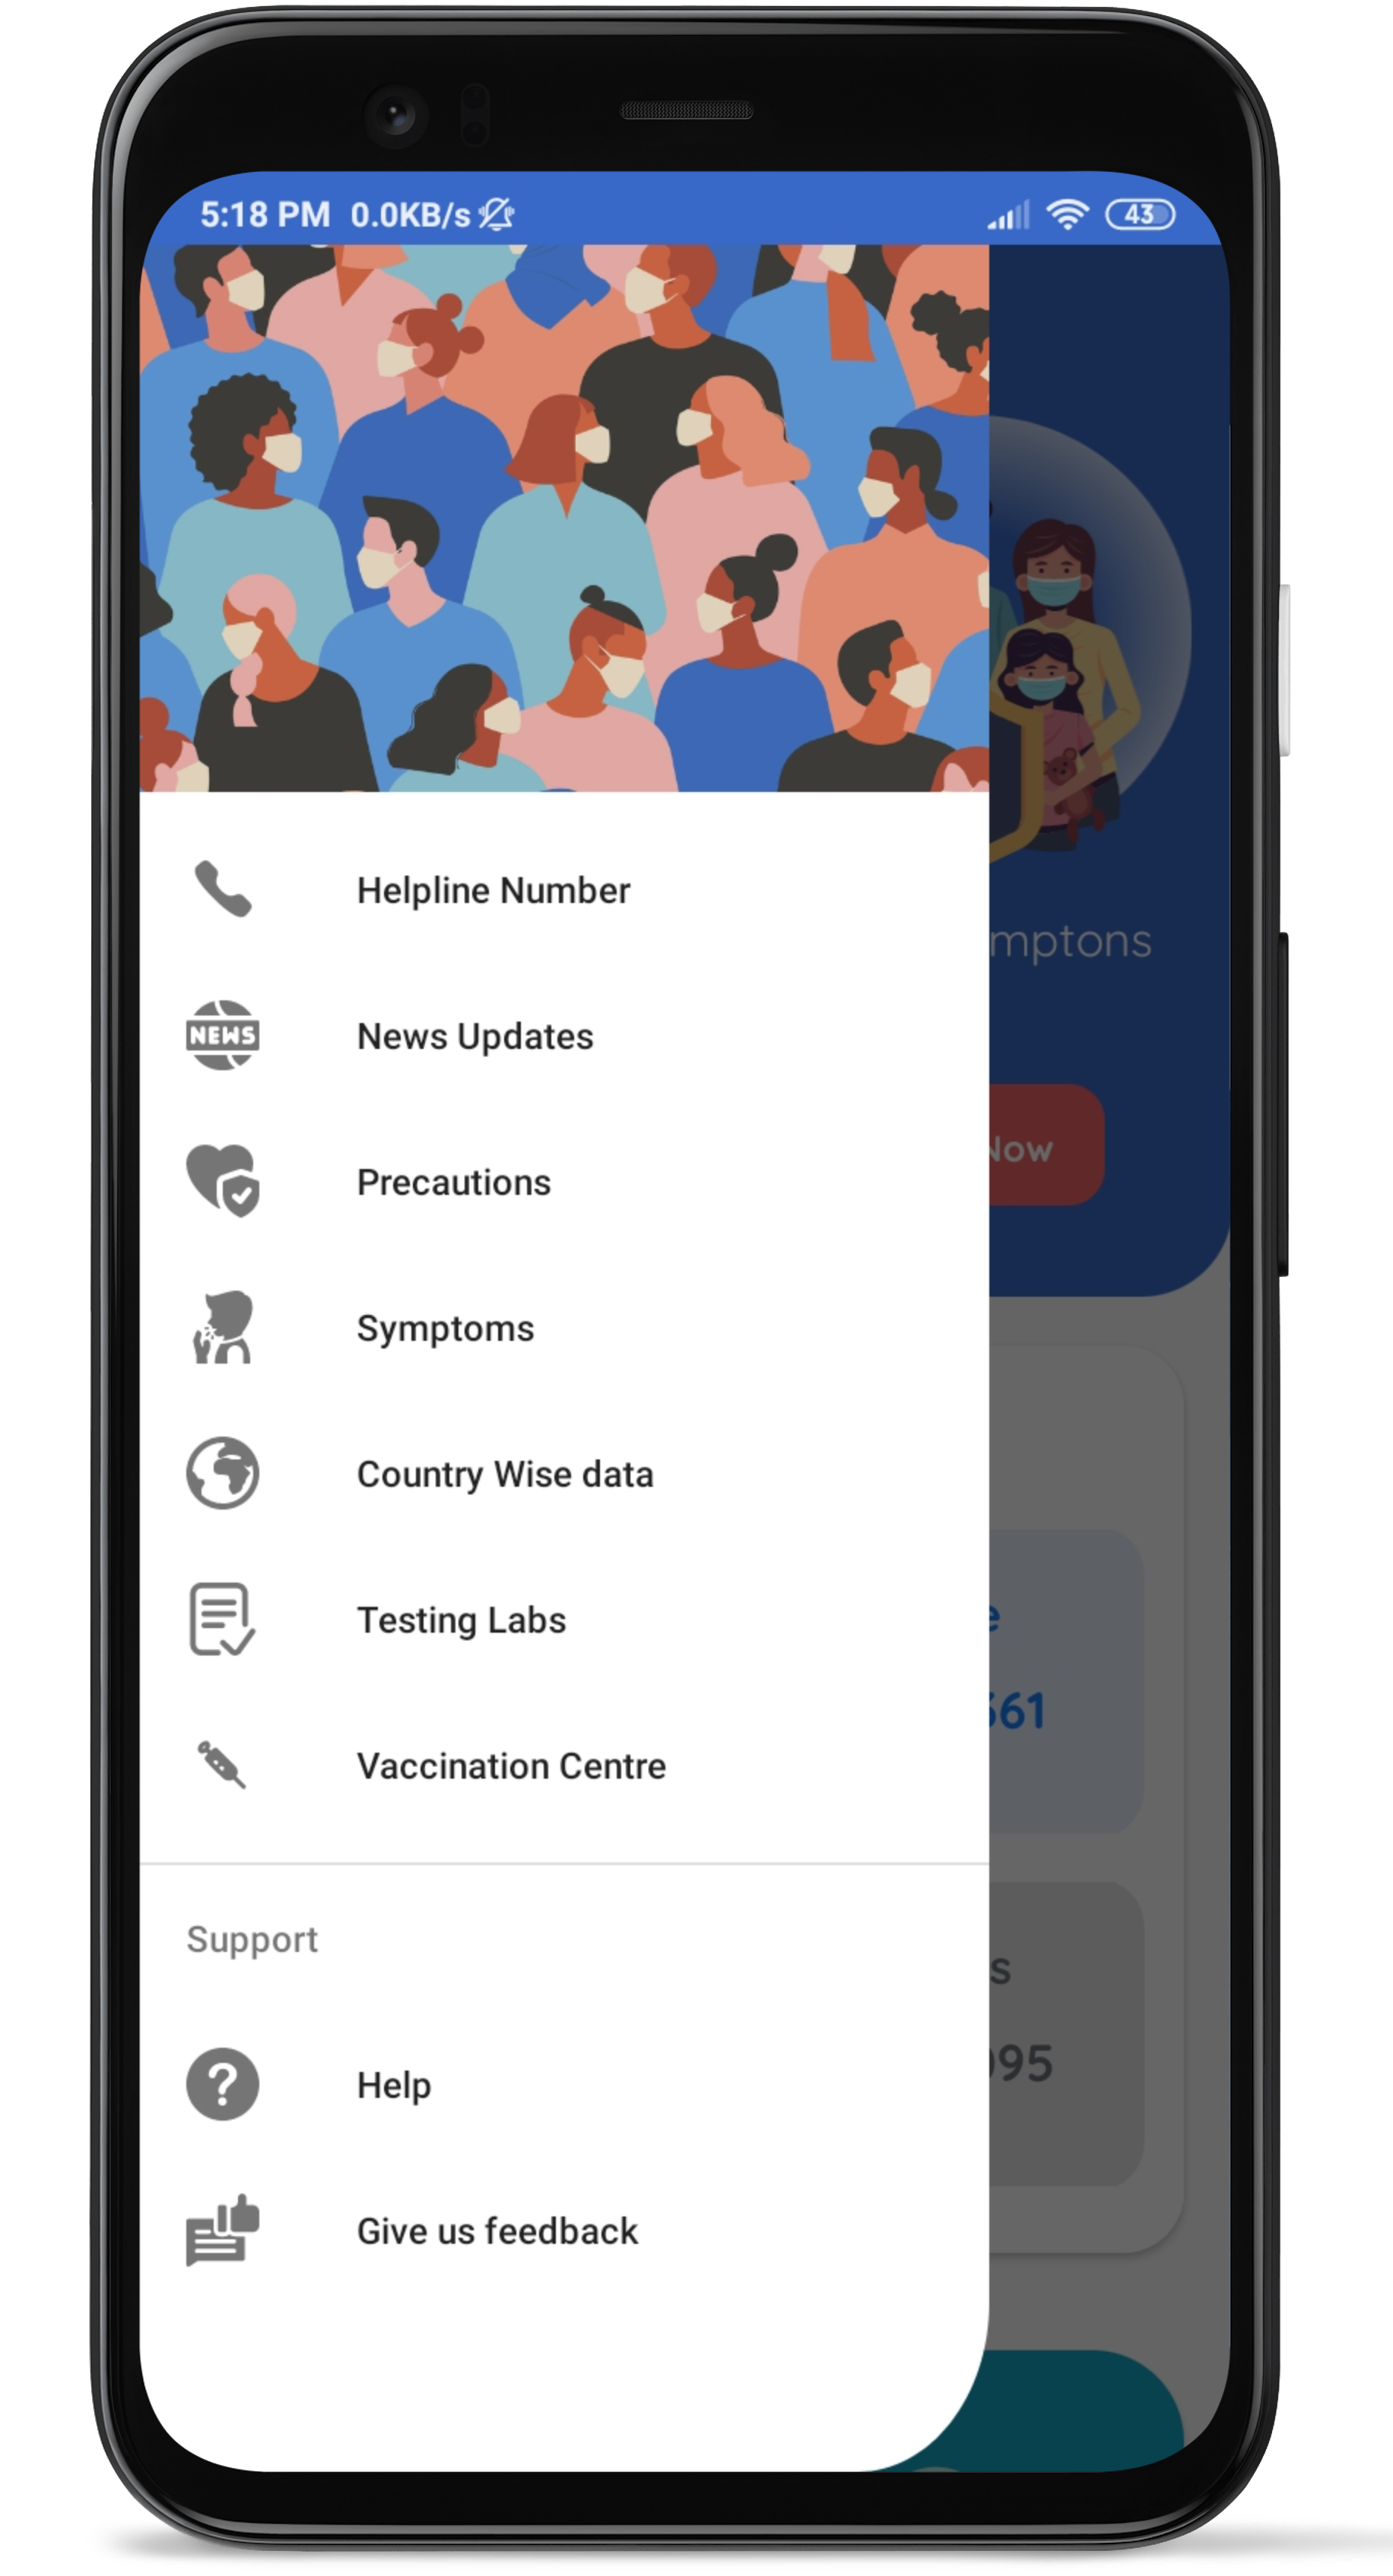 5:18 PM 0.0KB/s 43
Helpline Number
NEWS
News Updates
Precautions
Symptoms
Country Wise data
Testing Labs
Vaccination Centre
Support
?
Help
Give us feedback
mptons
Now
e
661
s
95